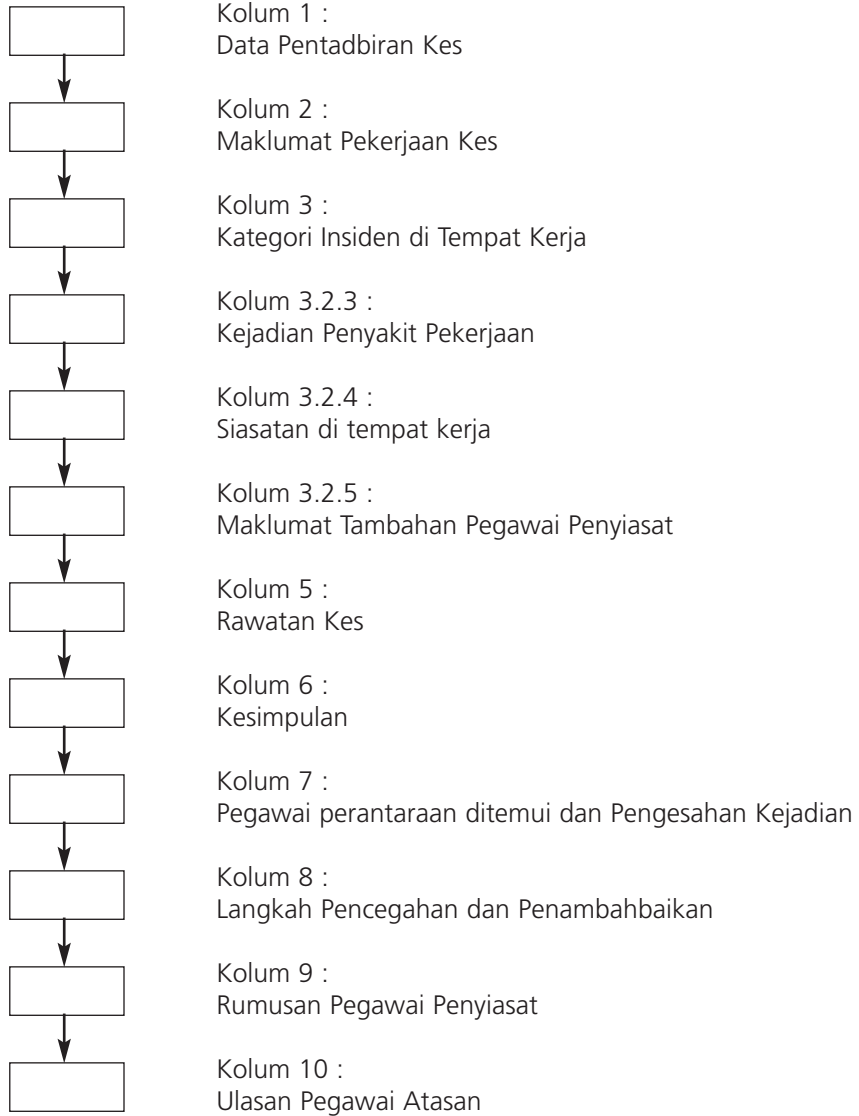 Kolum 1 :
Data Pentadbiran Kes
Kolum 2 :
Maklumat Pekerjaan Kes
Kolum 3 :
Kategori Insiden di Tempat Kerja
Kolum 3.2.3 :
Kejadian Penyakit Pekerjaan
Kolum 3.2.4 :
Siasatan di tempat kerja
Kolum 3.2.5 :
Maklumat Tambahan Pegawai Penyiasat
Kolum 5 :
Rawatan Kes
Kolum 6 :
Kesimpulan
Kolum 7 :
Pegawai perantaraan ditemui dan Pengesahan Kejadian
Kolum 8 :
Langkah Pencegahan dan Penambahbaikan
Kolum 9 :
Rumusan Pegawai Penyiasat
Kolum 10 :
Ulasan Pegawai Atasan